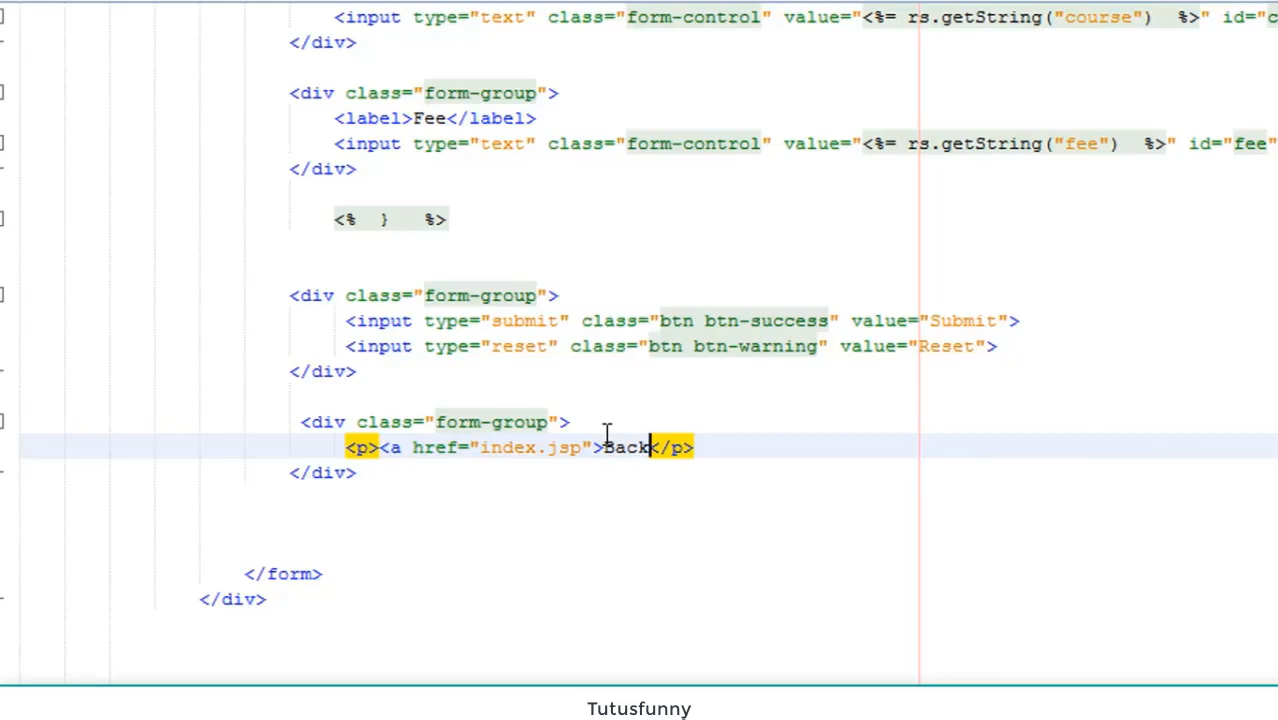 <input type="text" class="form-control" value="<%= rs.getString("course")  %>" id="c
</div>
<div class="form-group">
<label>Fee</label>
<input type="text" class="form-control" value="<%= rs.getString("fee")  %>" id="fee"
</div>
<%  }   %>
<div class="form-group">
<input type="submit" class="btn btn-success" value="Submit">
<input type="reset" class="btn btn-warning" value="Reset">
</div>
<div class="form-group">
<p><a href="index.jsp">Back</p>
</div>
</form>
</div>
Tutusfunny